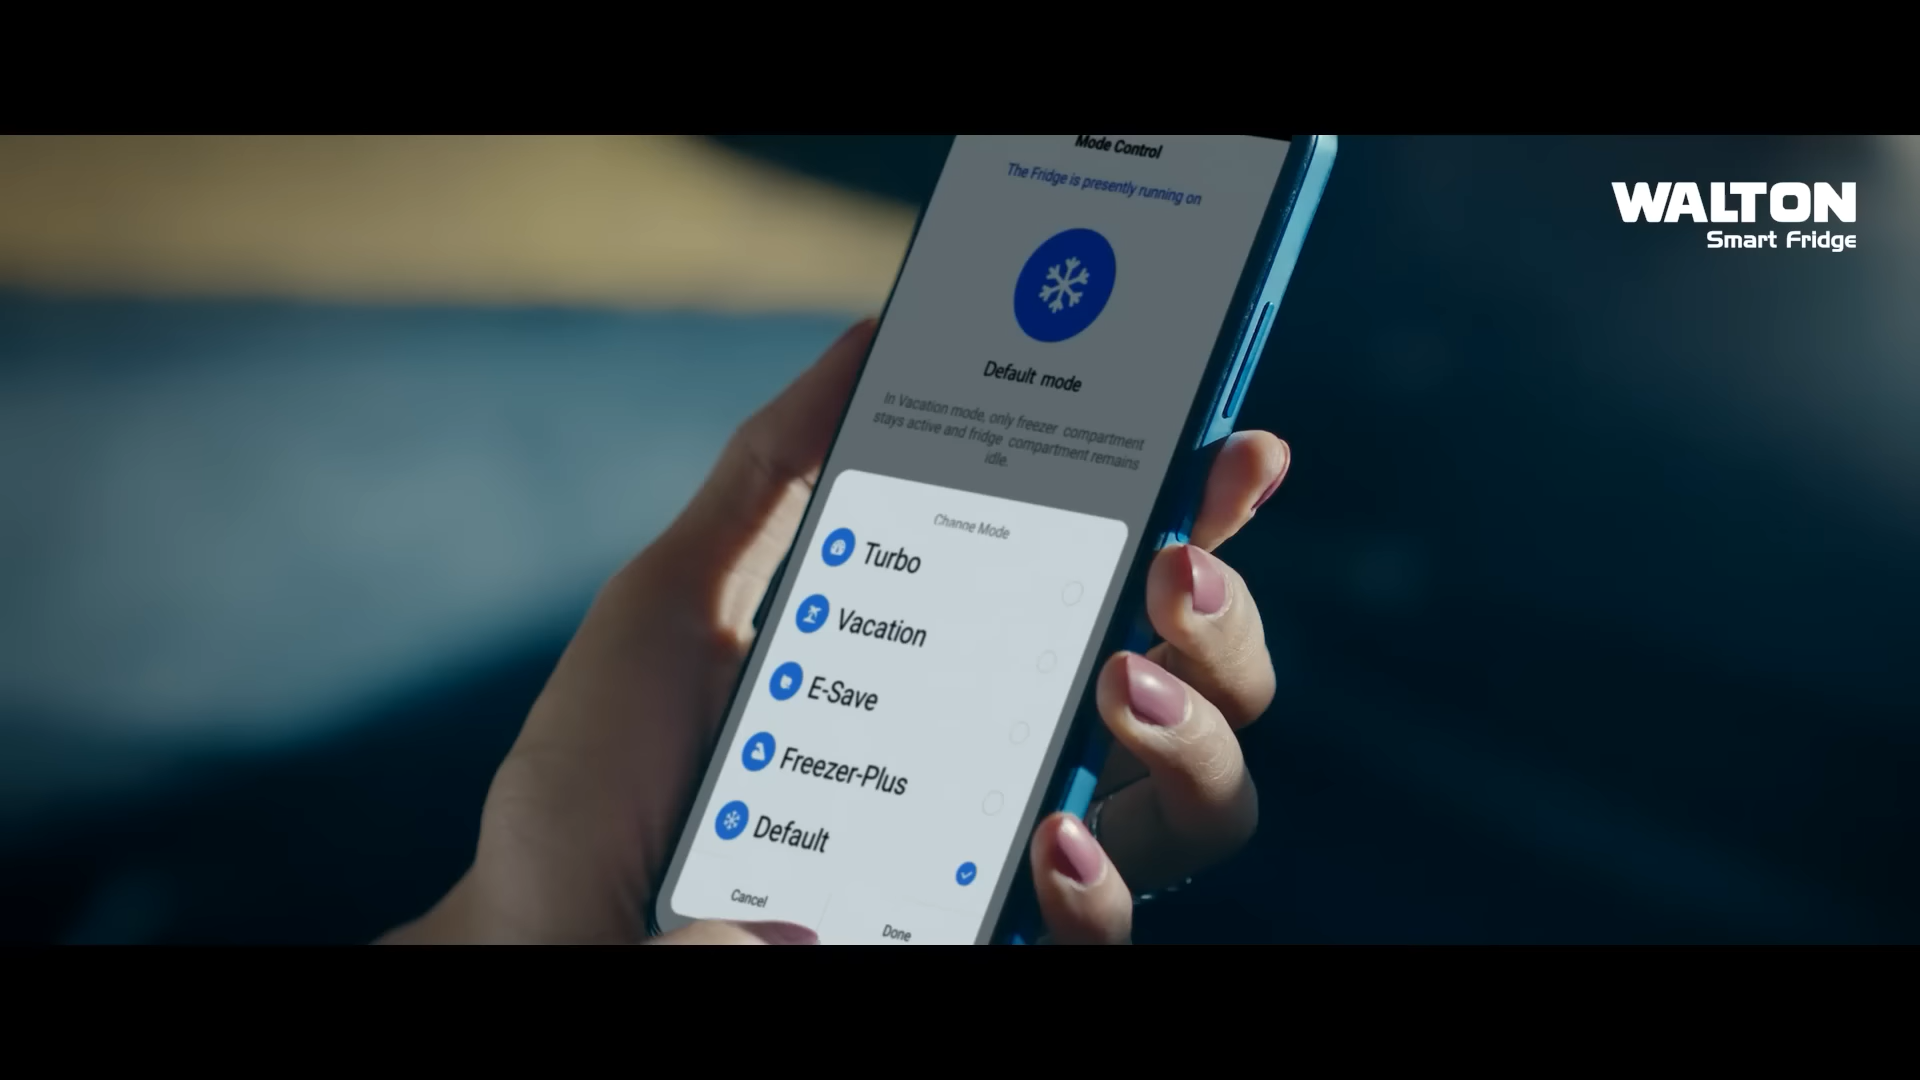 Mode Control
The Fridge is presently running on
WALTON
Smart Fridge
Default mode
In Vacation mode, only freezer compartment
stays active and fridge compartment remains
idle.
Change Mode
Turbo
Vacation
E-Save
Freezer-Plus
Default
Cancel
Done